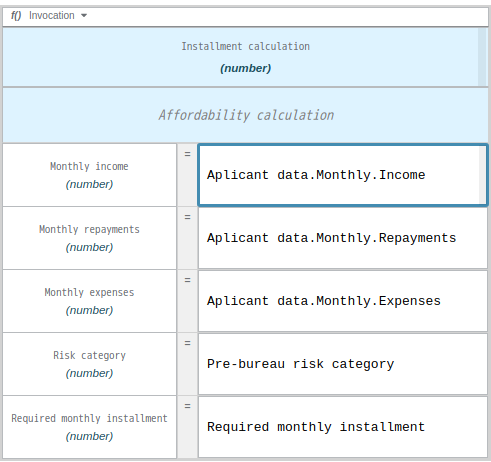 f() Invocation
Installment calculation
(number)
Affordability calculation
Monthly income
(number)
=
Aplicant data.Monthly.Income
Monthly repayments
(number)
=
Aplicant data.Monthly.Repayments
Monthly expenses
(number)
=
Aplicant data.Monthly.Expenses
Risk category
(number)
=
Pre-bureau risk category
Required monthly installment
(number)
=
Required monthly installment